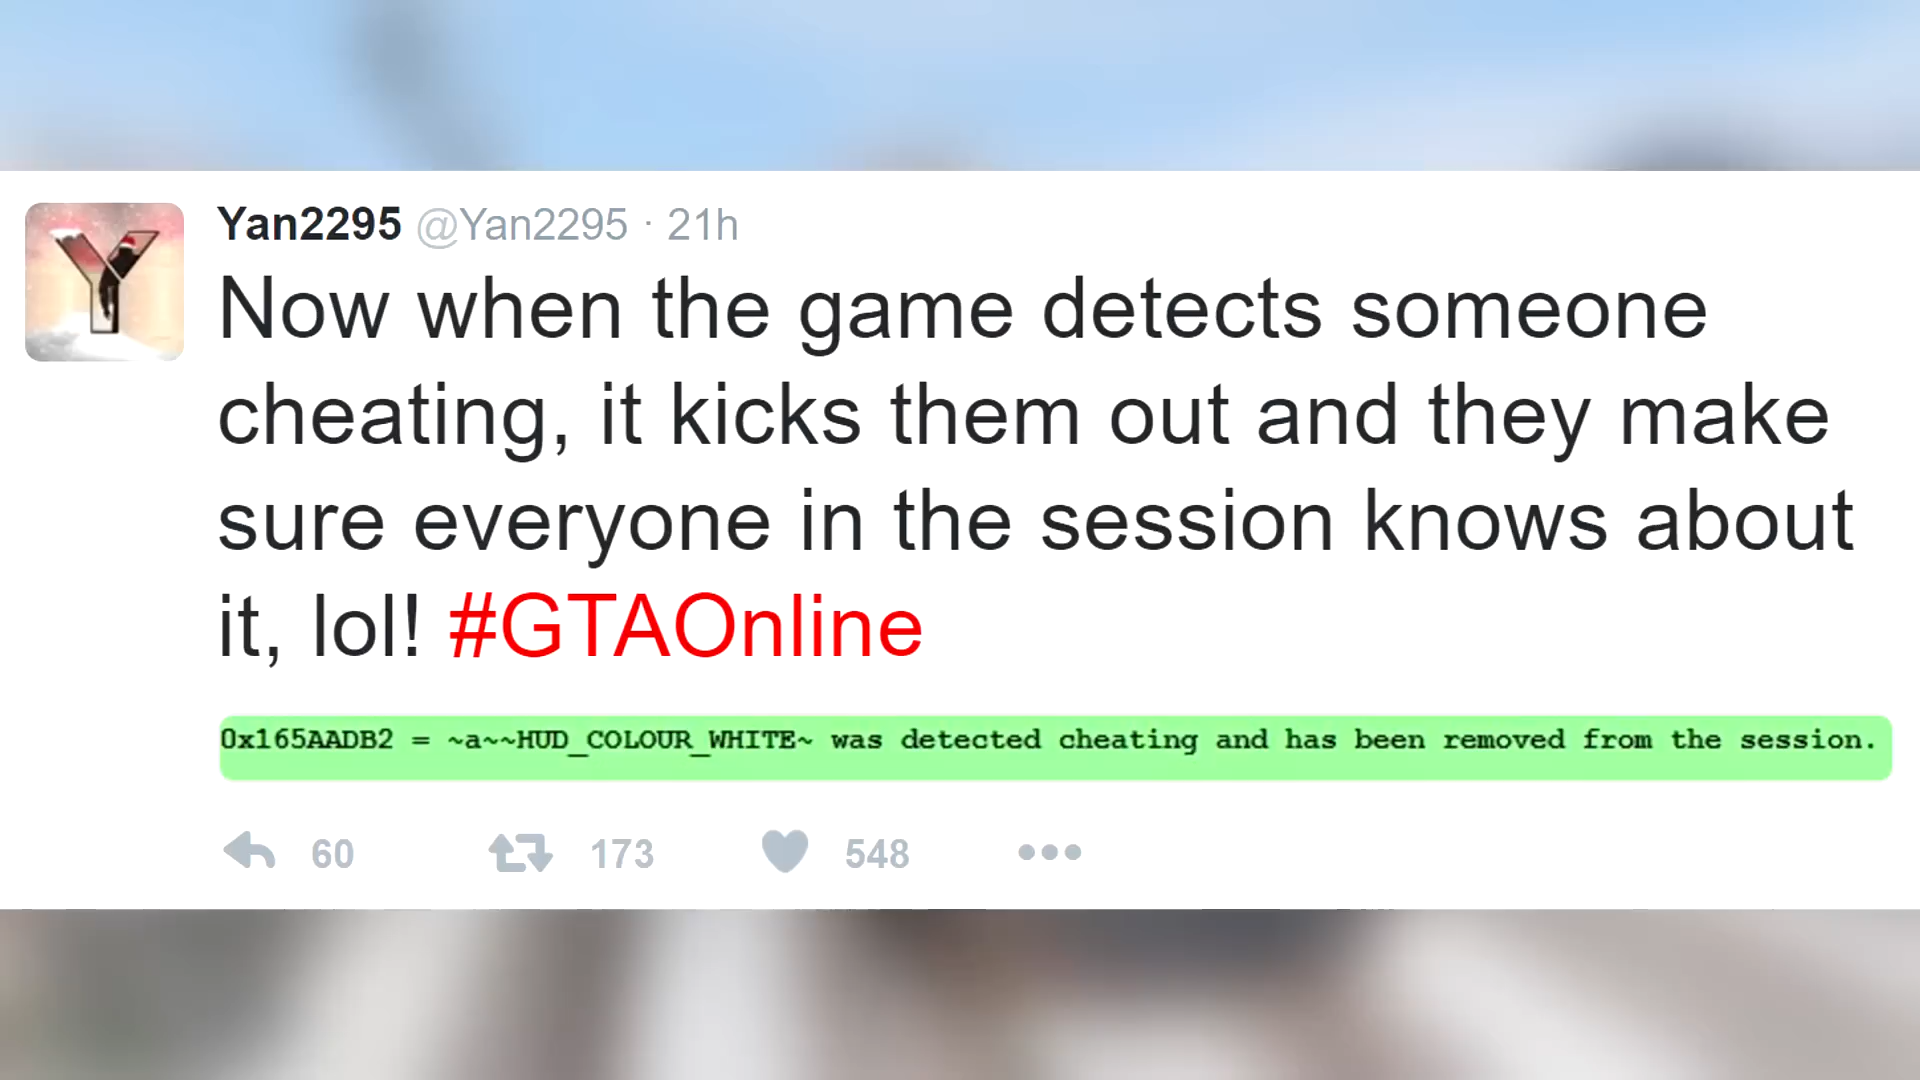 Yan2295 @Yan2295 · 21h
Now when the game detects someone
cheating, it kicks them out and they make
sure everyone in the session knows about
it, lol! #GTAOnline
0x165AADB2 = ~a~~HUD_COLOUR_WHITE~ was detected cheating and has been removed from the session.
60 173 548